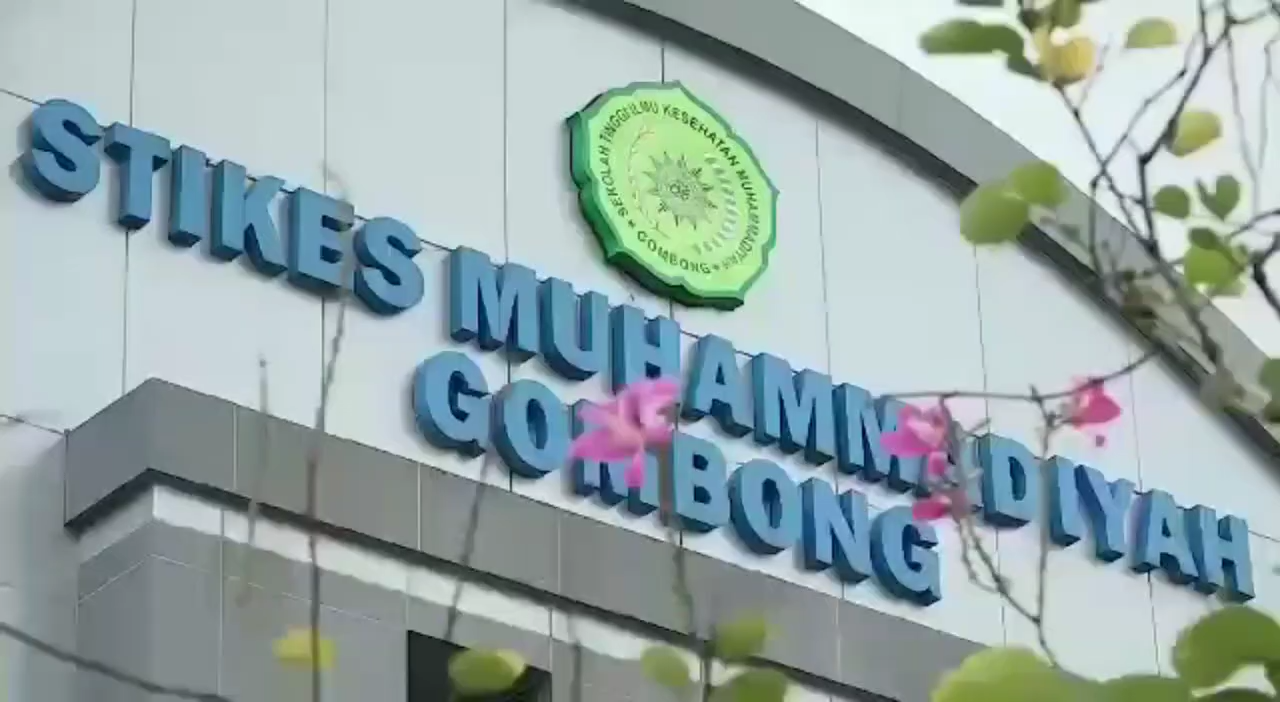 STIKES MUHAMMADIYAH
GOMBONG
SEKOLAH TINGGI ILMU KESEHATAN MUHAMMADIYAH
★ GOMBONG ★